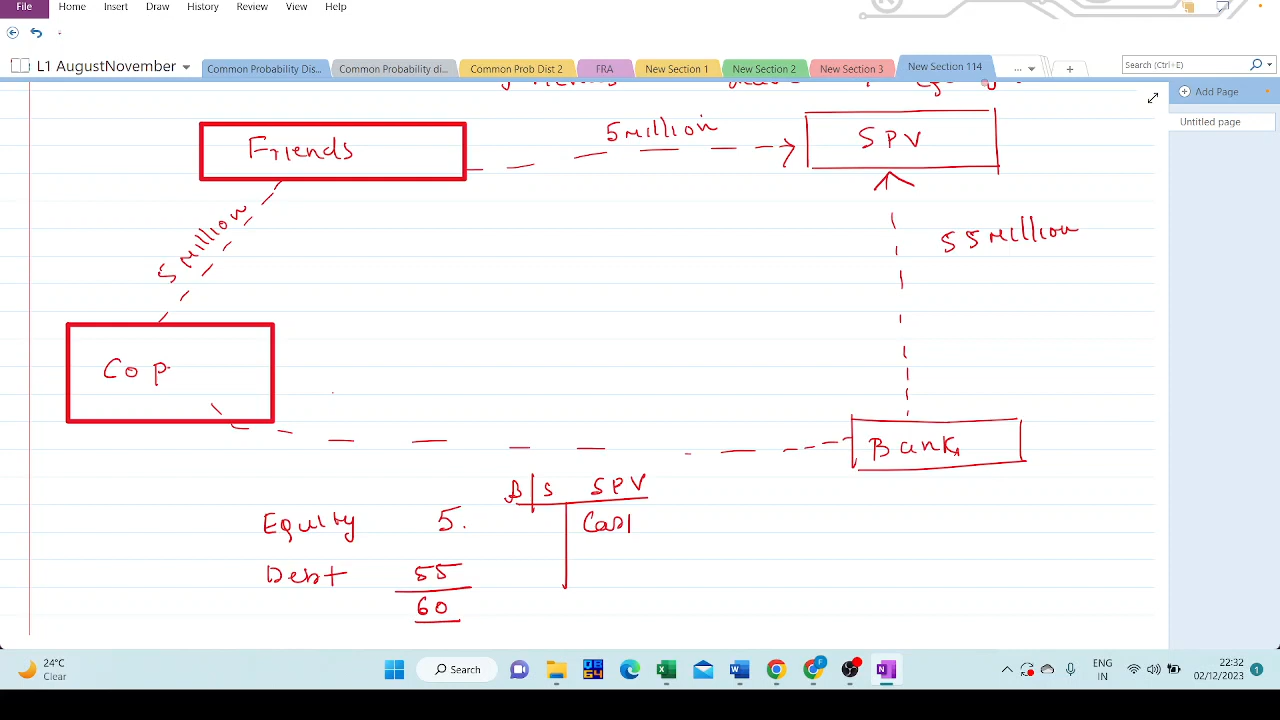 File Home Insert Draw History Review View Help
L1 AugustNovember
Common Probability Dis... Common Probability di... Common Prob Dist 2 FRA New Section 1 New Section 2 New Section 3 New Section 114 ... Search (Ctrl+E)
Add Page
Untitled page
5 Million
SPV
Friends
5 Million
55 Million
Cop
Bank
B/S SPV
Equity 5. Cash
Debt 55
60
24°C
Clear
Search
ENG
IN
22:32
02/12/2023
1